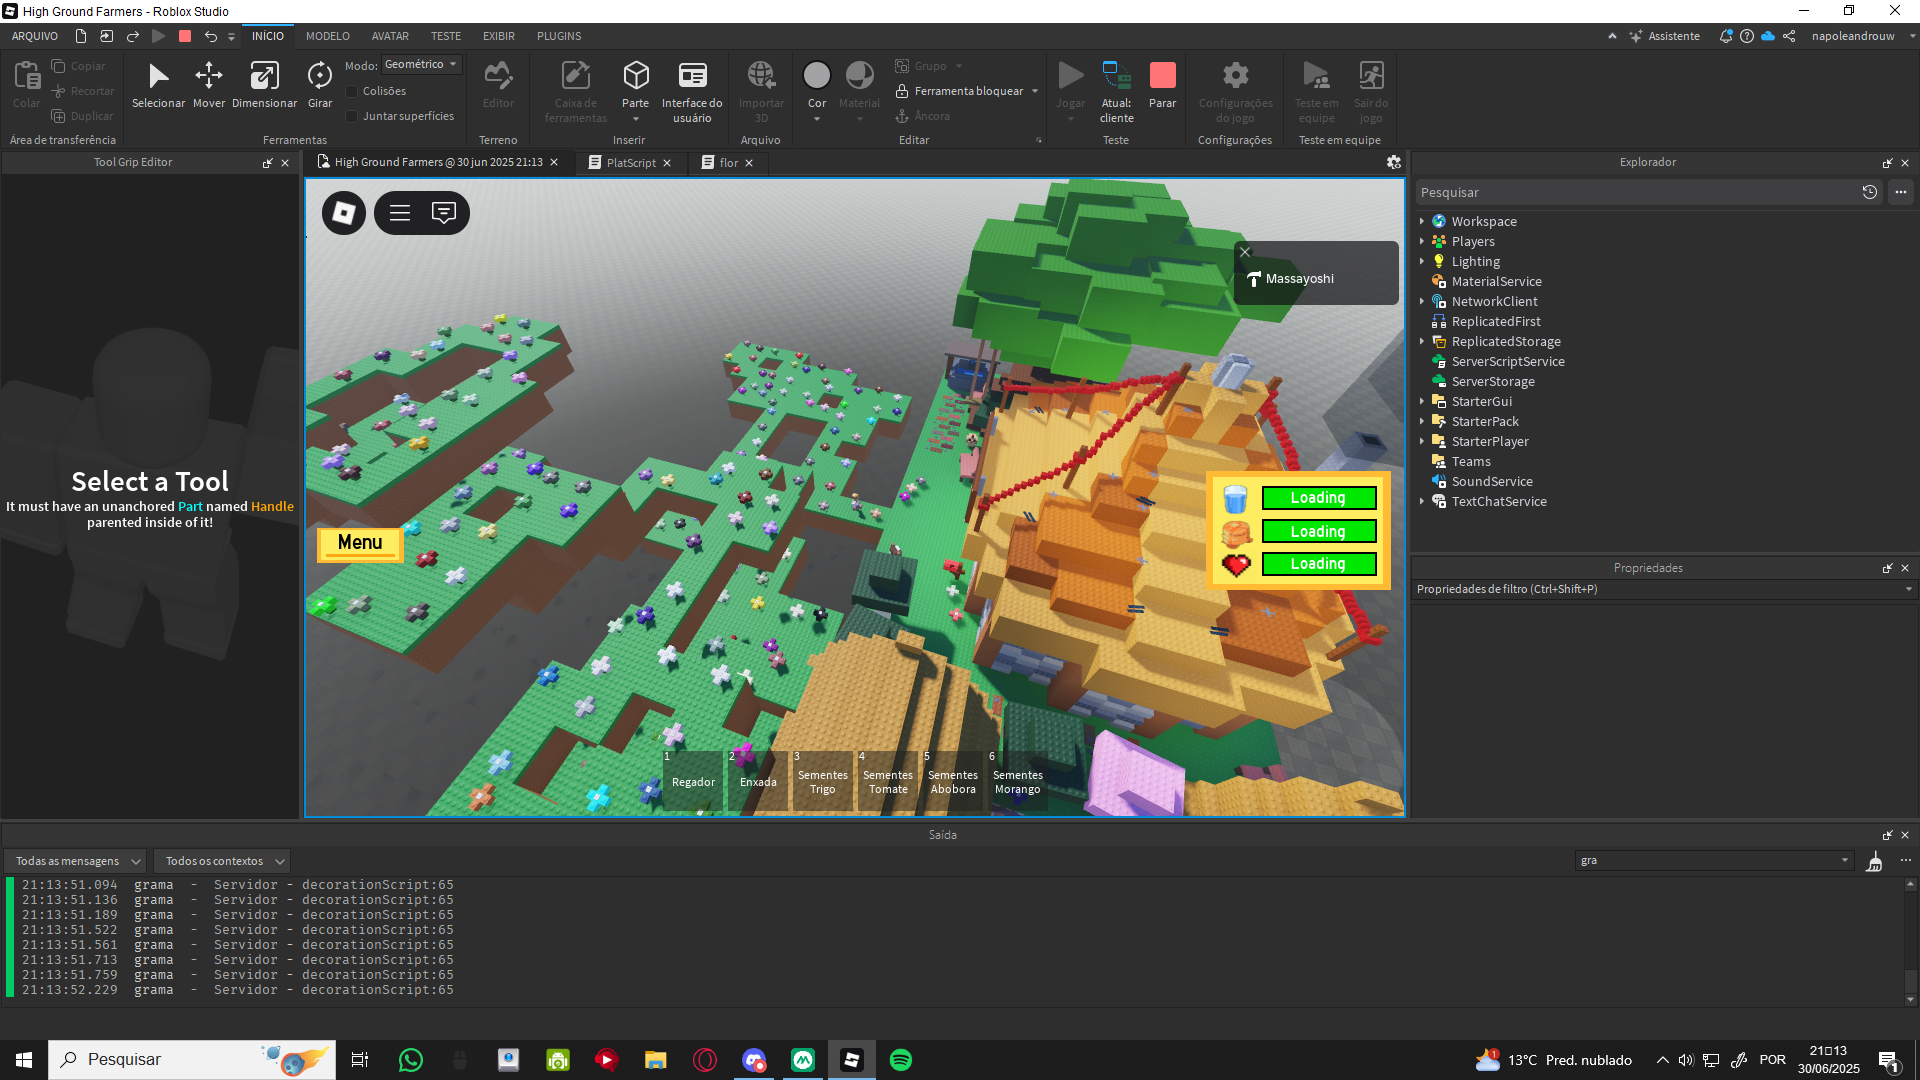 High Ground Farmers - Roblox Studio
ARQUIVO
INÍCIO
MODELO
AVATAR
TESTE
EXIBIR
PLUGINS
Assistente
napoleandrouw
Colar
Copiar
Recortar
Duplicar
Área de transferência
Selecionar
Mover
Dimensionar
Girar
Modo:
Geométrico
Colisões
Juntar superfícies
Ferramentas
Editor
Terreno
Caixa de
ferramentas
Parte
Interface do
usuário
Inserir
Importar
3D
Arquivo
Cor
Material
Grupo
Ferramenta bloquear
Âncora
Editar
Jogar
Atual:
cliente
Parar
Teste
Configurações
do jogo
Configurações
Teste em
equipe
Sair do
jogo
Teste em equipe
Tool Grip Editor
High Ground Farmers @ 30 jun 2025 21:13
PlatScript
flor
Explorador
Pesquisar
Workspace
Players
Lighting
MaterialService
NetworkClient
ReplicatedFirst
ReplicatedStorage
ServerScriptService
ServerStorage
StarterGui
StarterPack
StarterPlayer
Teams
SoundService
TextChatService
Propriedades
Propriedades de filtro (Ctrl+Shift+P)
Select a Tool
It must have an unanchored Part named Handle
parented inside of it!
Massayoshi
Menu
Loading
Loading
Loading
1
Regador
2
Enxada
3
Sementes
Trigo
4
Sementes
Tomate
5
Sementes
Abobora
6
Sementes
Morango
Saída
Todas as mensagens
Todos os contextos
gra
21:13:51.094 grama - Servidor - decorationScript:65
21:13:51.136 grama - Servidor - decorationScript:65
21:13:51.189 grama - Servidor - decorationScript:65
21:13:51.522 grama - Servidor - decorationScript:65
21:13:51.561 grama - Servidor - decorationScript:65
21:13:51.713 grama - Servidor - decorationScript:65
21:13:51.759 grama - Servidor - decorationScript:65
21:13:52.229 grama - Servidor - decorationScript:65
Pesquisar
1
13°C Pred. nublado
POR
21▯13
30/06/2025
1